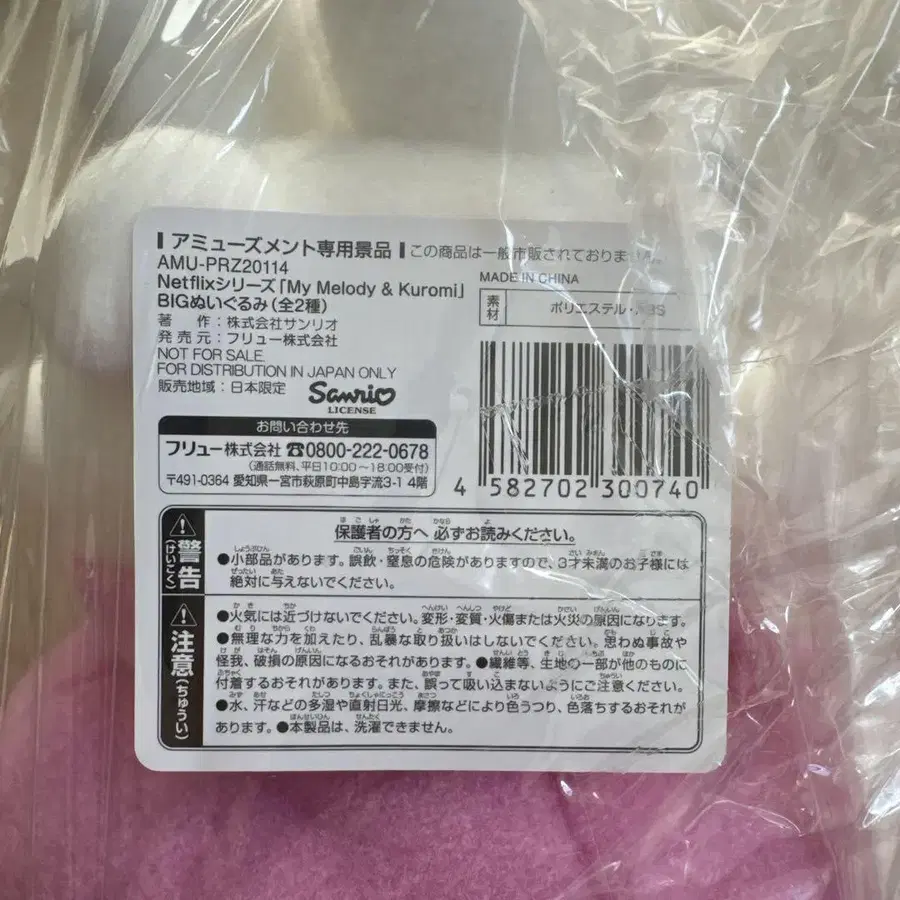 アミューズメント専用景品 この商品は一般市販されておりません。
AMU-PRZ20114
Netflixシリーズ「My Melody & Kuromi」
BIGぬいぐるみ(全2種)
著 作:株式会社サンリオ
発売元:フリュー株式会社
NOT FOR SALE.
FOR DISTRIBUTION IN JAPAN ONLY
販売地域:日本限定
Sanrio
LICENSE
MADE IN CHINA
素材 ポリエステル・ABS
お問い合わせ先
フリュー株式会社 ☎0800-222-0678
(通話無料、平日10:00〜18:00受付)
〒491-0364 愛知県一宮市萩原町中島字流3-1 4階
4 582702 300740
警告(けいこく)
保護者の方へ 必ずお読みください。
●小部品があります。誤飲・窒息の危険がありますので、3才未満のお子様には
絶対に与えないでください。
注意(ちゅうい)
●火気には近づけないでください。変形・変質・火傷または火災の原因になります。
●無理な力を加えたり、乱暴な取り扱いはしないでください。思わぬ事故や
怪我、破損の原因になるおそれがあります。●繊維等、生地の一部が他のものに
付着するおそれがあります。また、誤って吸い込まないようにご注意ください。
●水、汗などの多湿や直射日光、摩擦などにより色うつり、色落ちするおそれが
あります。●本製品は、洗濯できません。